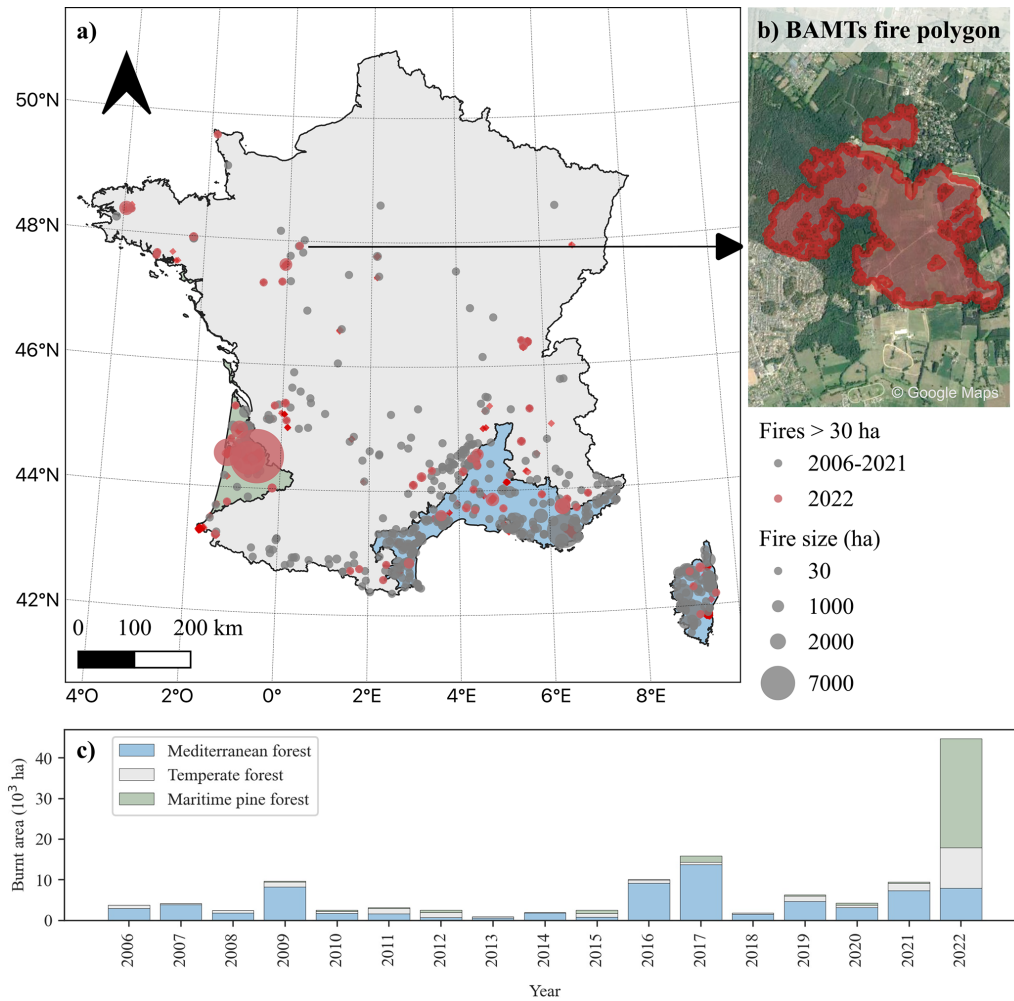 a)
50°N
48°N
46°N
44°N
42°N
0 100 200 km
4°O 2°O 0° 2°E 4°E 6°E 8°E
b) BAMTs fire polygon
© Google Maps
Fires > 30 ha
2006-2021
2022
Fire size (ha)
30
1000
2000
7000
c)
Mediterranean forest
Temperate forest
Maritime pine forest
Burnt area (10³ ha)
40
30
20
10
0
2006 2007 2008 2009 2010 2011 2012 2013 2014 2015 2016 2017 2018 2019 2020 2021 2022
Year